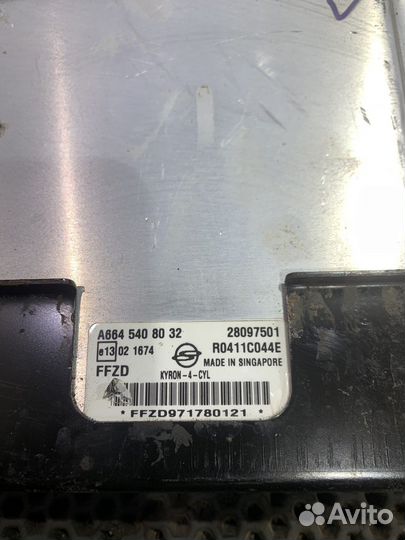 A664 540 80 32 28097501
e13 02 1674 R0411C044E
MADE IN SINGAPORE
FFZD KYRON-4-CYL
*FFZD971780121*
Avito